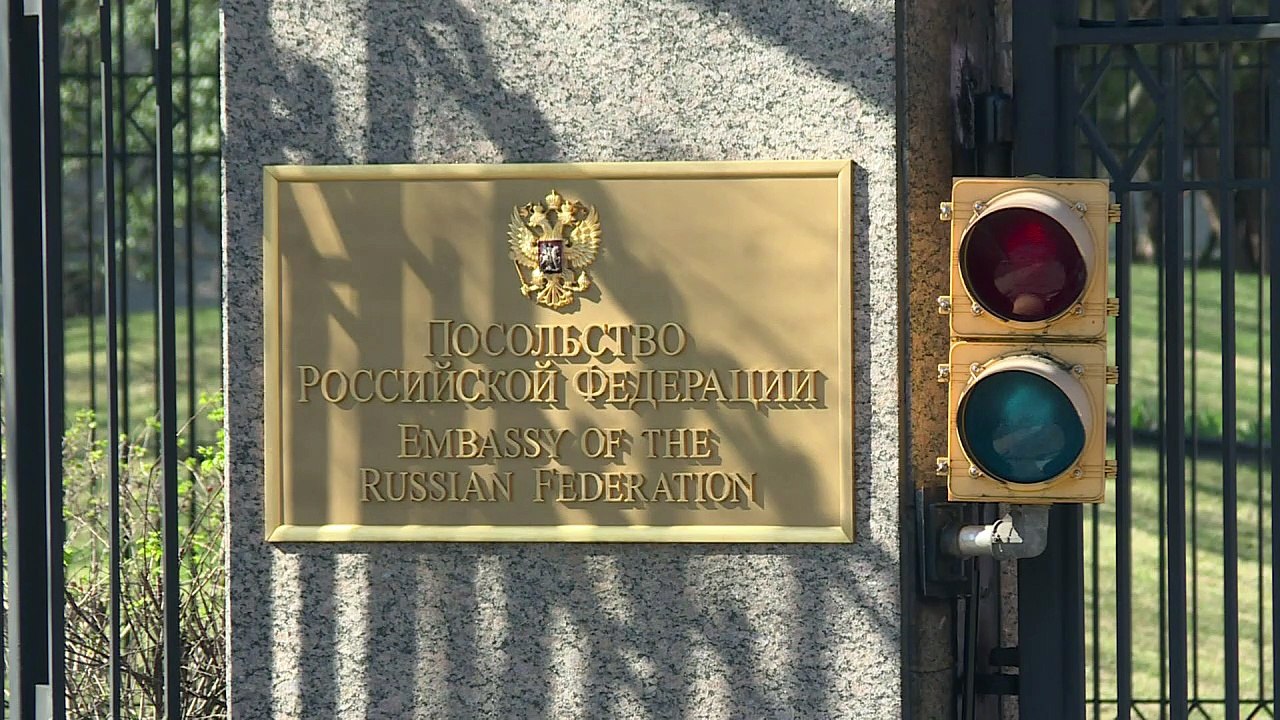 Посольство
Российской Федерации
Embassy of the
Russian Federation